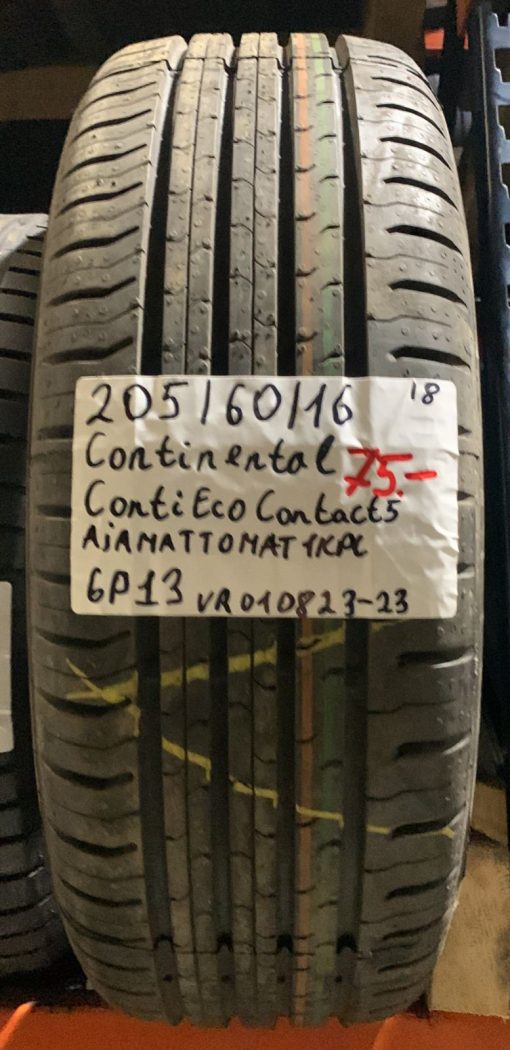 205/60/16 18
Continental 75.-
ContiEcoContact5
AJAMATTOMAT 1KPL
6P13 VR010823-23